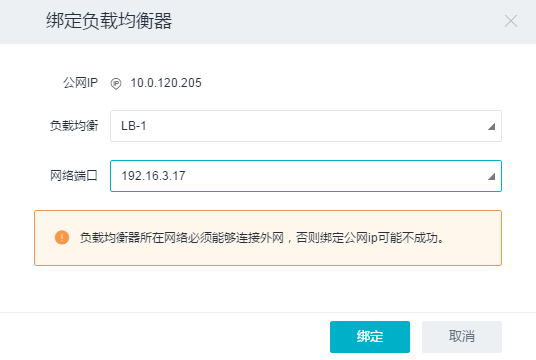 绑定负载均衡器
公网IP 10.0.120.205
负载均衡 LB-1
网络端口 192.16.3.17
负载均衡器所在网络必须能够连接外网，否则绑定公网ip可能不成功。
绑定 取消